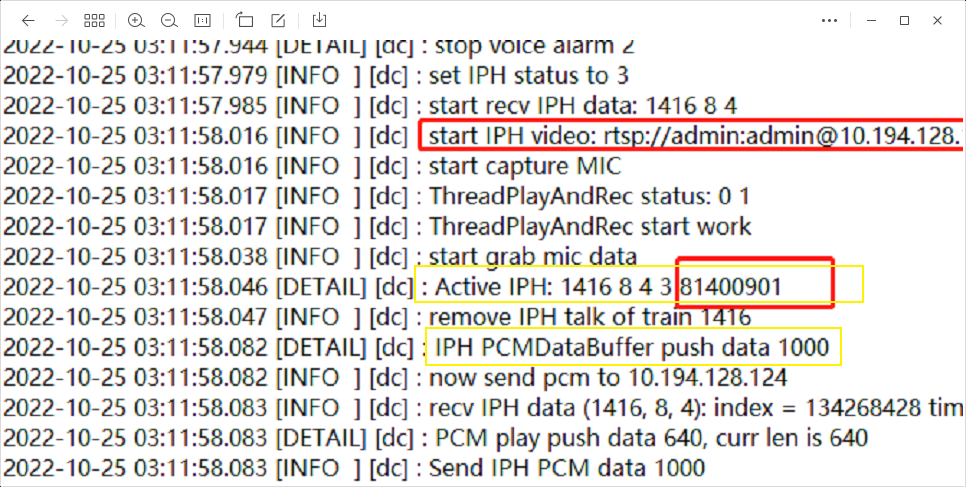 2022-10-25 03:11:57.944 [DETAIL] [dc] : stop voice alarm 2
2022-10-25 03:11:57.979 [INFO  ] [dc] : set IPH status to 3
2022-10-25 03:11:57.985 [INFO  ] [dc] : start recv IPH data: 1416 8 4
2022-10-25 03:11:58.016 [INFO  ] [dc] : start IPH video: rtsp://admin:admin@10.194.128.
2022-10-25 03:11:58.016 [INFO  ] [dc] : start capture MIC
2022-10-25 03:11:58.017 [INFO  ] [dc] : ThreadPlayAndRec status: 0 1
2022-10-25 03:11:58.017 [INFO  ] [dc] : ThreadPlayAndRec start work
2022-10-25 03:11:58.038 [INFO  ] [dc] : start grab mic data
2022-10-25 03:11:58.046 [DETAIL] [dc] : Active IPH: 1416 8 4 3 81400901
2022-10-25 03:11:58.047 [INFO  ] [dc] : remove IPH talk of train 1416
2022-10-25 03:11:58.082 [DETAIL] [dc] : IPH PCMDataBuffer push data 1000
2022-10-25 03:11:58.082 [INFO  ] [dc] : now send pcm to 10.194.128.124
2022-10-25 03:11:58.083 [INFO  ] [dc] : recv IPH data (1416, 8, 4): index = 134268428 tim
2022-10-25 03:11:58.083 [DETAIL] [dc] : PCM play push data 640, curr len is 640
2022-10-25 03:11:58.083 [INFO  ] [dc] : Send IPH PCM data 1000